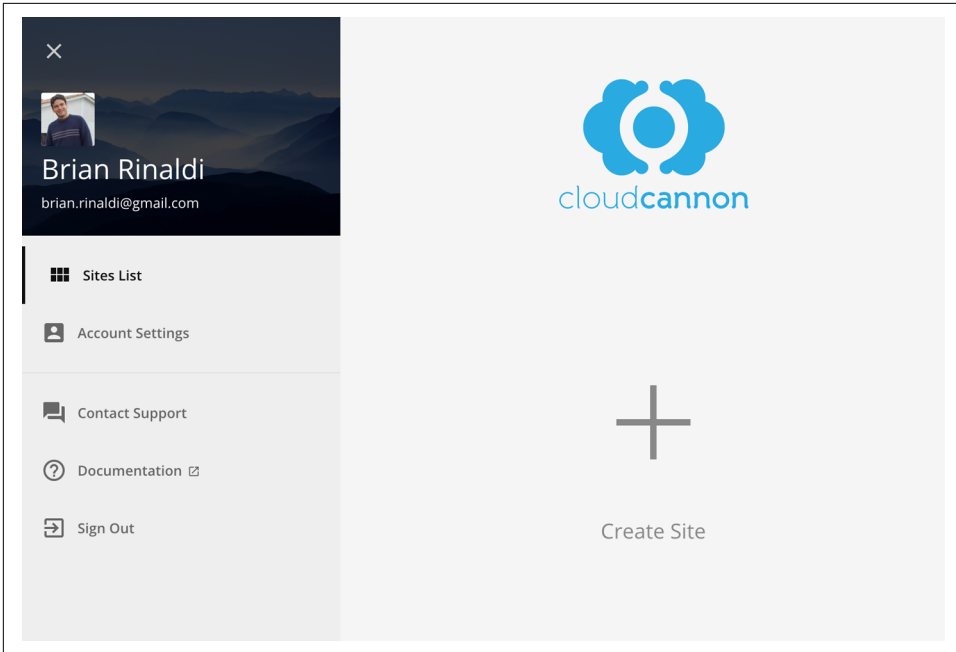 Brian Rinaldi
brian.rinaldi@gmail.com
Sites List
Account Settings
Contact Support
Documentation
Sign Out
cloudcannon
Create Site